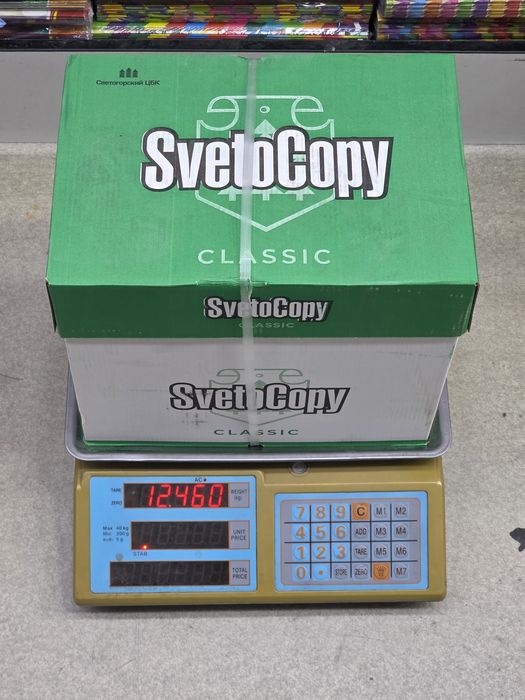 Светогорский ЦБК
SvetoCopy
CLASSIC
SvetoCopy
CLASSIC
SvetoCopy
CLASSIC
AC
TARE
ZERO
12.460
WEIGHT
(kg)
Max 40 kg
Min 200 g
e=d= 5 g
UNIT
PRICE
STAB
TOTAL
PRICE
7 8 9 C M1 M2
4 5 6 ADD M3 M4
1 2 3 TARE M5 M6
0 . STORE ZERO M7